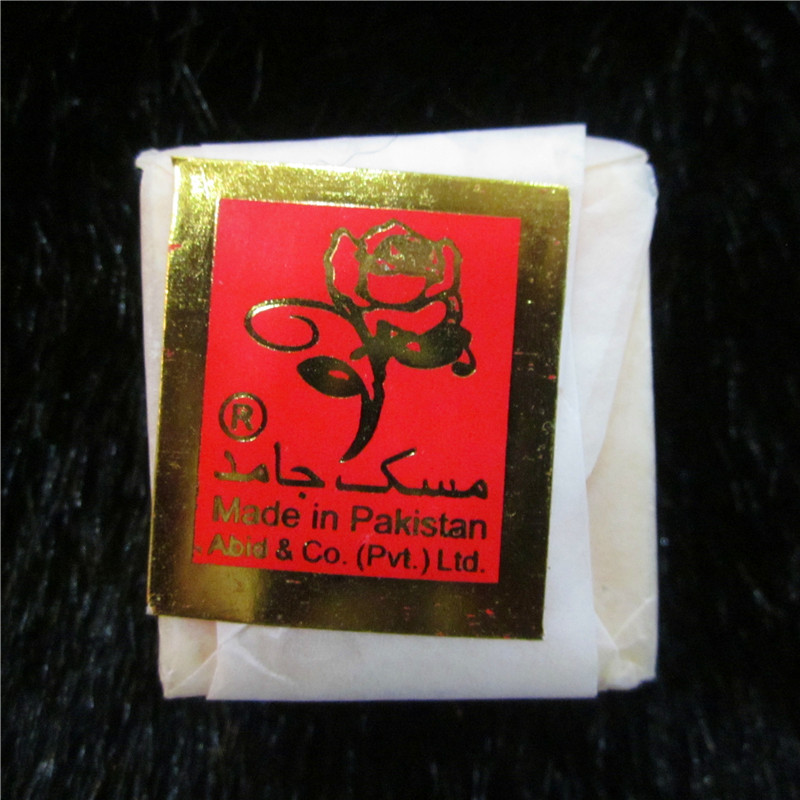 ®
مسک جامد
Made in Pakistan
Abid & Co. (Pvt.) Ltd.